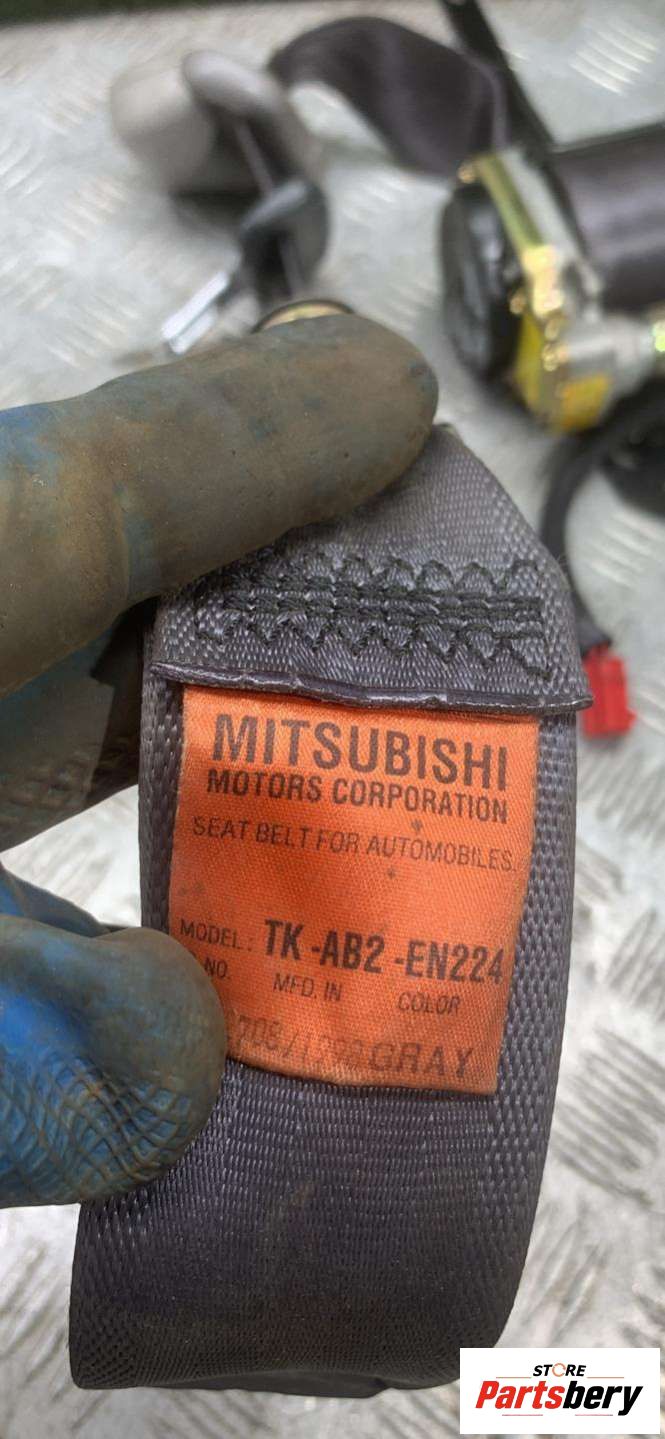 MITSUBISHI
MOTORS CORPORATION
SEAT BELT FOR AUTOMOBILES.
MODEL: TK-AB2-EN224
NO. MFD. IN COLOR
GRAY
STORE
Partsbery